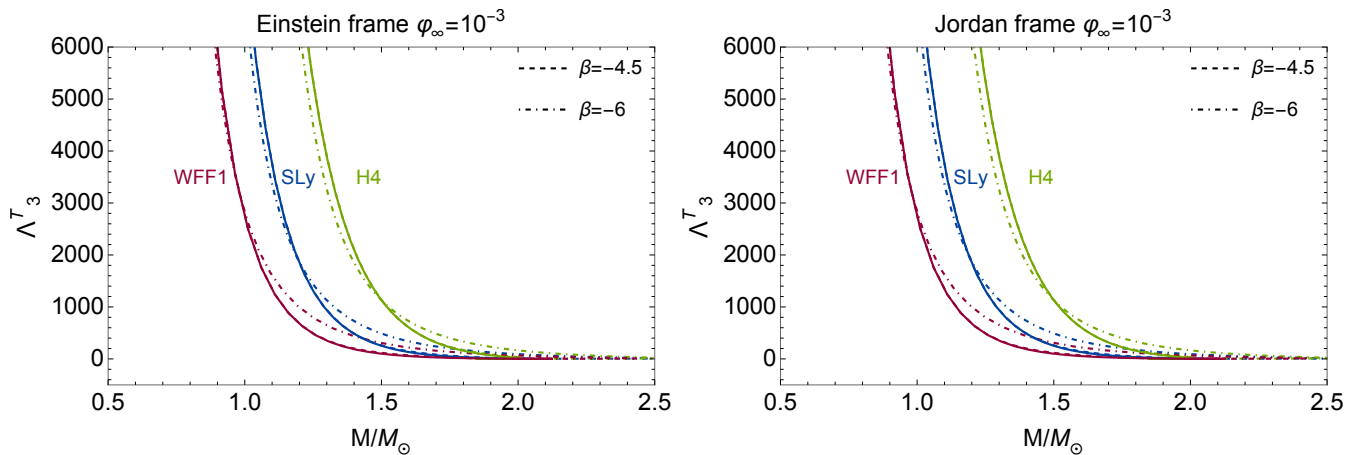 Einstein frame φ∞=10⁻³
6000
5000
4000
3000
2000
1000
0
Λᵀ₃
β=−4.5
β=−6
WFF1
SLy
H4
0.5 1.0 1.5 2.0 2.5
M/M⊙
Jordan frame φ∞=10⁻³
6000
5000
4000
3000
2000
1000
0
Λᵀ₃
β=−4.5
β=−6
WFF1
SLy
H4
0.5 1.0 1.5 2.0 2.5
M/M⊙